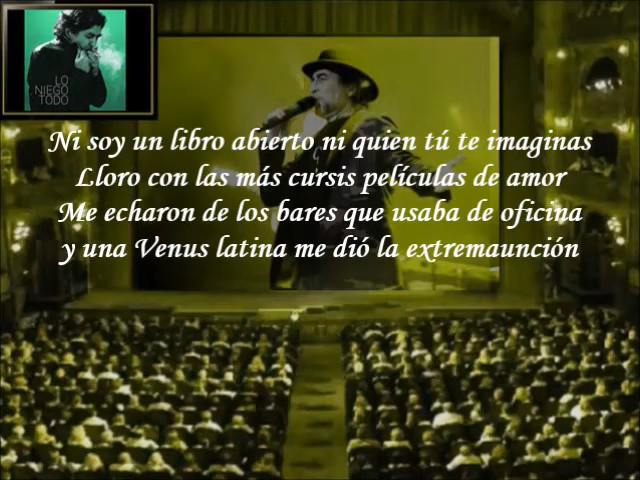 LO
NIEGO
TODO
Ni soy un libro abierto ni quien tú te imaginas
Lloro con las más cursis películas de amor
Me echaron de los bares que usaba de oficina
y una Venus latina me dió la extremaunción